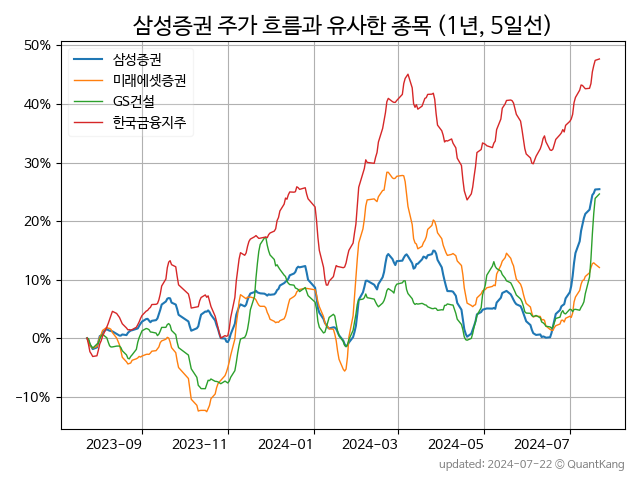 삼성증권 주가 흐름과 유사한 종목 (1년, 5일선)
삼성증권
미래에셋증권
GS건설
한국금융지주
50%
40%
30%
20%
10%
0%
−10%
2023-09
2023-11
2024-01
2024-03
2024-05
2024-07
updated: 2024-07-22 © QuantKang